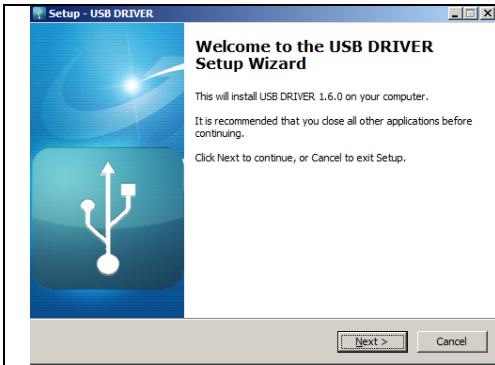 Setup - USB DRIVER
Welcome to the USB DRIVER
Setup Wizard
This will install USB DRIVER 1.6.0 on your computer.
It is recommended that you close all other applications before
continuing.
Click Next to continue, or Cancel to exit Setup.
Next >
Cancel